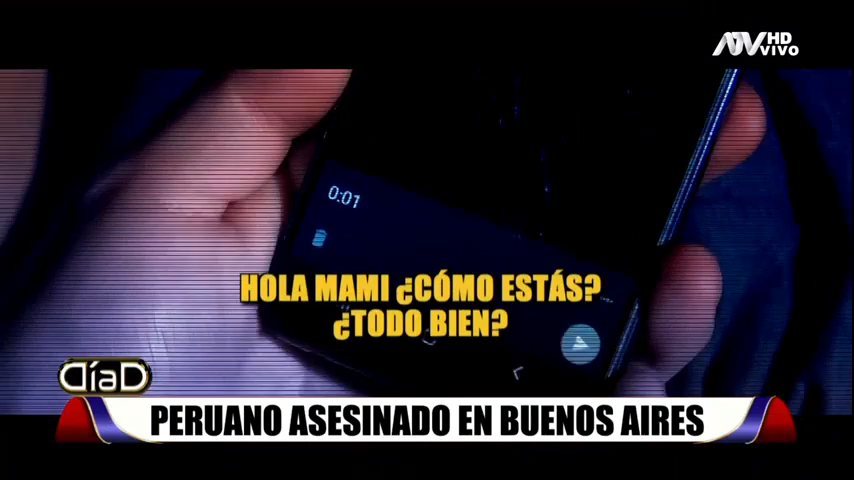 ATV HD
VIVO
0:01
HOLA MAMI ¿CÓMO ESTÁS?
¿TODO BIEN?
DíaD
PERUANO ASESINADO EN BUENOS AIRES